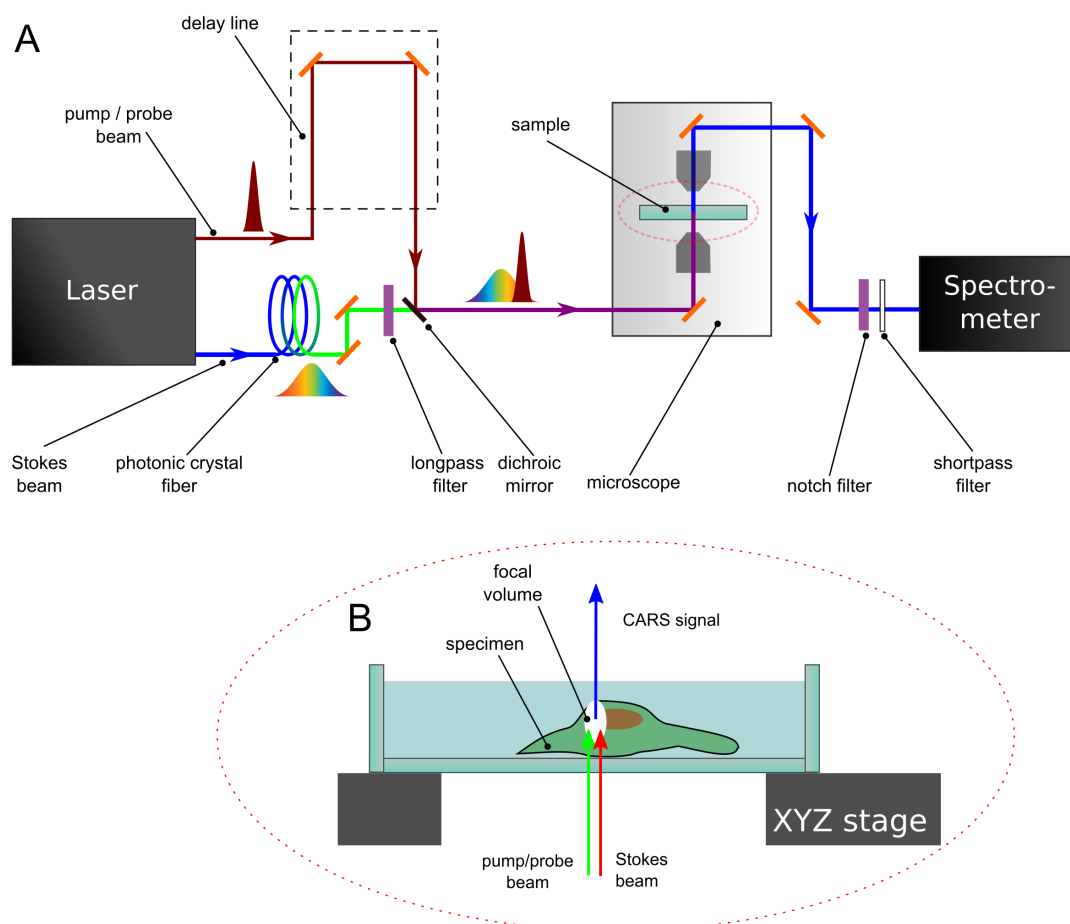 A
delay line
pump / probe
beam
sample
Laser
Spectro-
meter
Stokes
beam
photonic crystal
fiber
longpass
filter
dichroic
mirror
microscope
notch filter
shortpass
filter
B
focal
volume
CARS signal
specimen
XYZ stage
pump/probe
beam
Stokes
beam